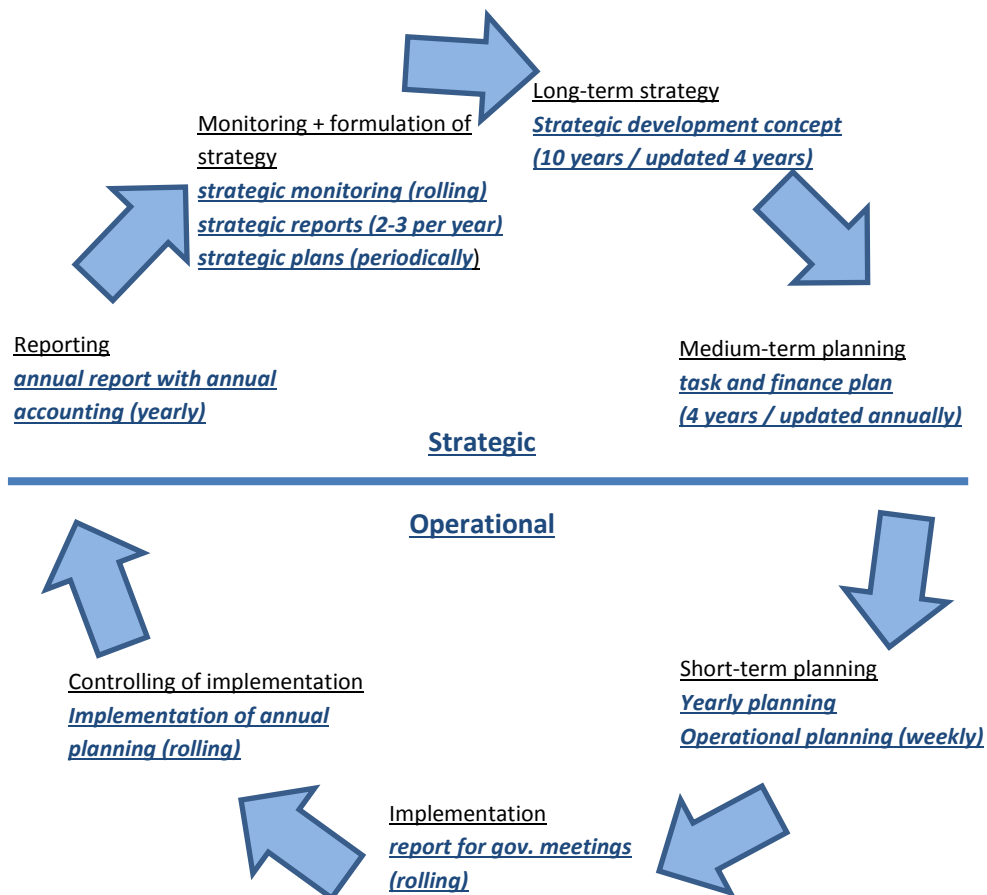 Long-term strategy
Strategic development concept
(10 years / updated 4 years)
Monitoring + formulation of
strategy
strategic monitoring (rolling)
strategic reports (2-3 per year)
strategic plans (periodically)
Reporting
annual report with annual
accounting (yearly)
Medium-term planning
task and finance plan
(4 years / updated annually)
Strategic
Operational
Controlling of implementation
Implementation of annual
planning (rolling)
Short-term planning
Yearly planning
Operational planning (weekly)
Implementation
report for gov. meetings
(rolling)